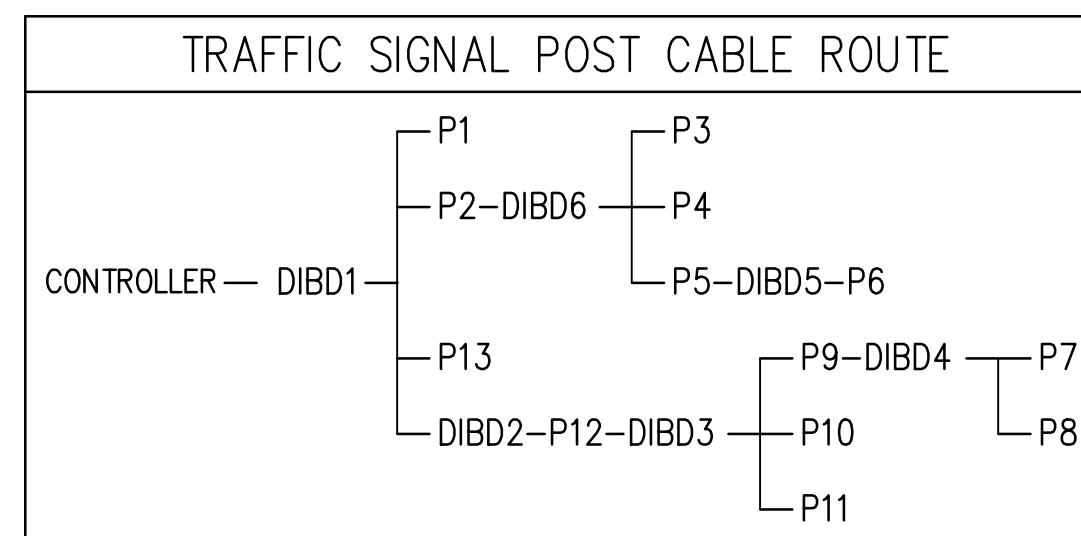 TRAFFIC SIGNAL POST CABLE ROUTE
P1 P3
P2-DIBD6 P4
CONTROLLER DIBD1 P5-DIBD5-P6
P13 P9-DIBD4 P7
DIBD2-P12-DIBD3 P10 P8
P11